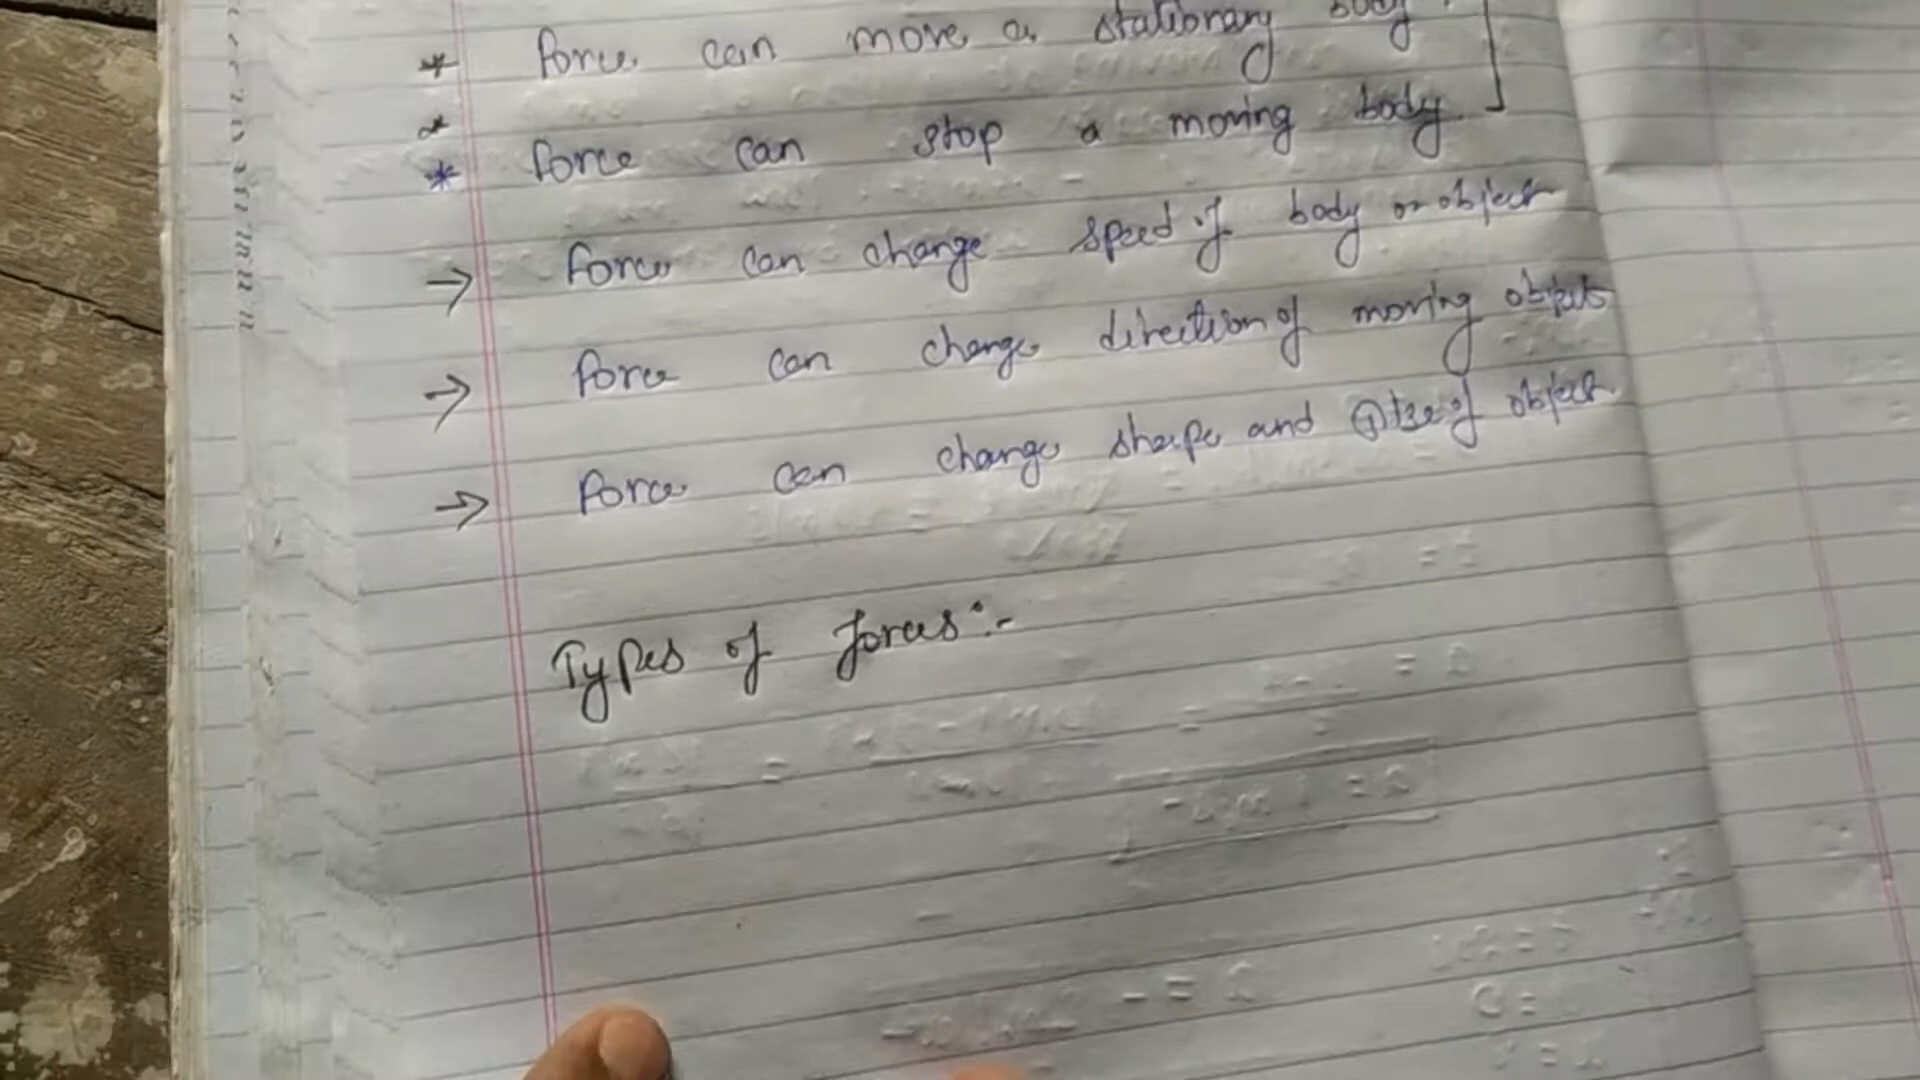 * force can move a stationary body.
* force can stop a moving body.
→ force can change speed of body or object
→ force can change direction of moving objects
→ force can change shape and size of object.
Types of forces:-